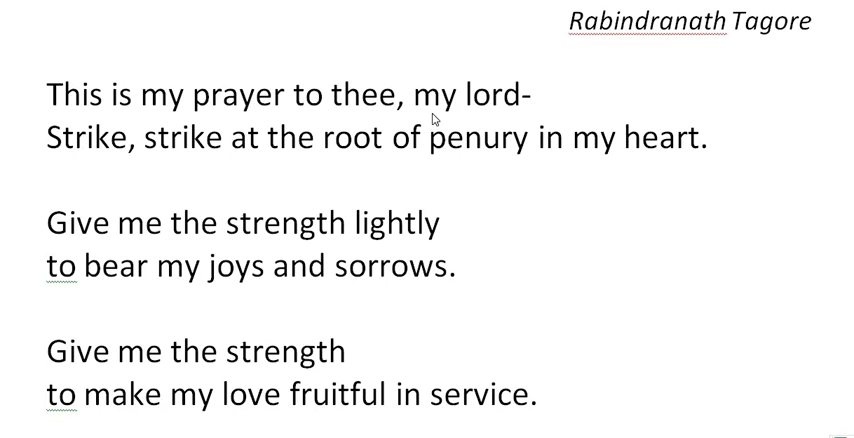 Rabindranath Tagore
This is my prayer to thee, my lord-
Strike, strike at the root of penury in my heart.
Give me the strength lightly
to bear my joys and sorrows.
Give me the strength
to make my love fruitful in service.